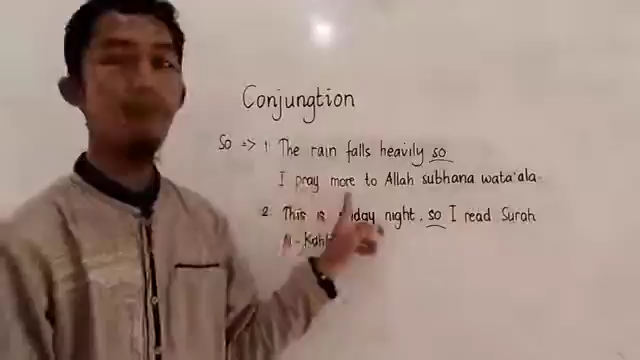 Conjungtion
So => 1. The rain falls heavily so
I pray more to Allah subhana wata'ala.
2. This is night, so I read Surah
Al-Kahfi